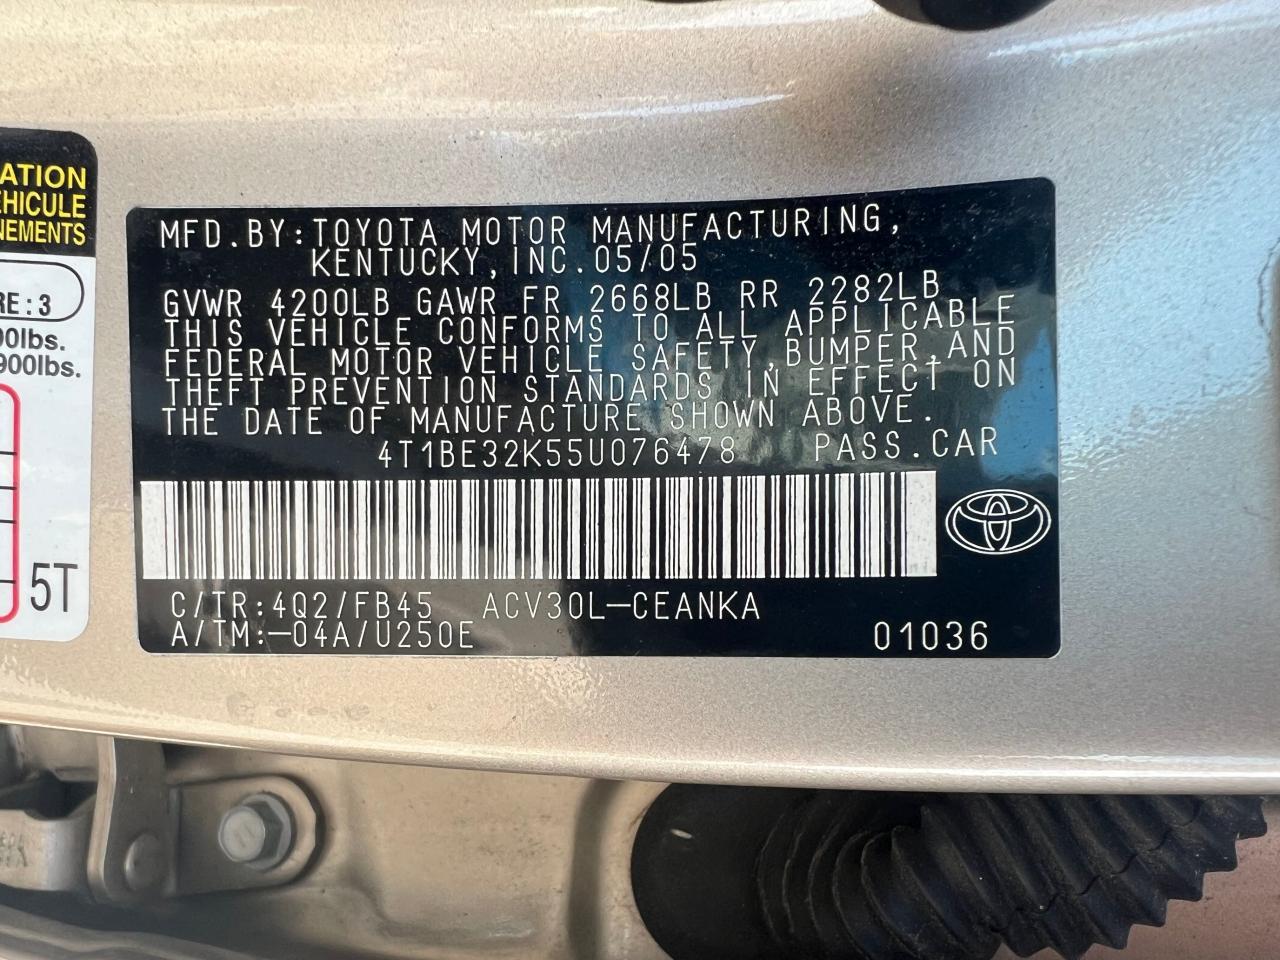 ATION
EHICULE
NEMENTS
RE:3
00lbs.
900lbs.
5T
MFD.BY:TOYOTA MOTOR MANUFACTURING,
KENTUCKY,INC.05/05
GVWR 4200LB GAWR FR 2668LB RR 2282LB
THIS VEHICLE CONFORMS TO ALL APPLICABLE
FEDERAL MOTOR VEHICLE SAFETY,BUMPER,AND
THEFT PREVENTION STANDARDS IN EFFECT ON
THE DATE OF MANUFACTURE SHOWN ABOVE.
4T1BE32K55U076478 PASS.CAR
C/TR:4Q2/FB45 ACV30L-CEANKA
A/TM:-04A/U250E 01036